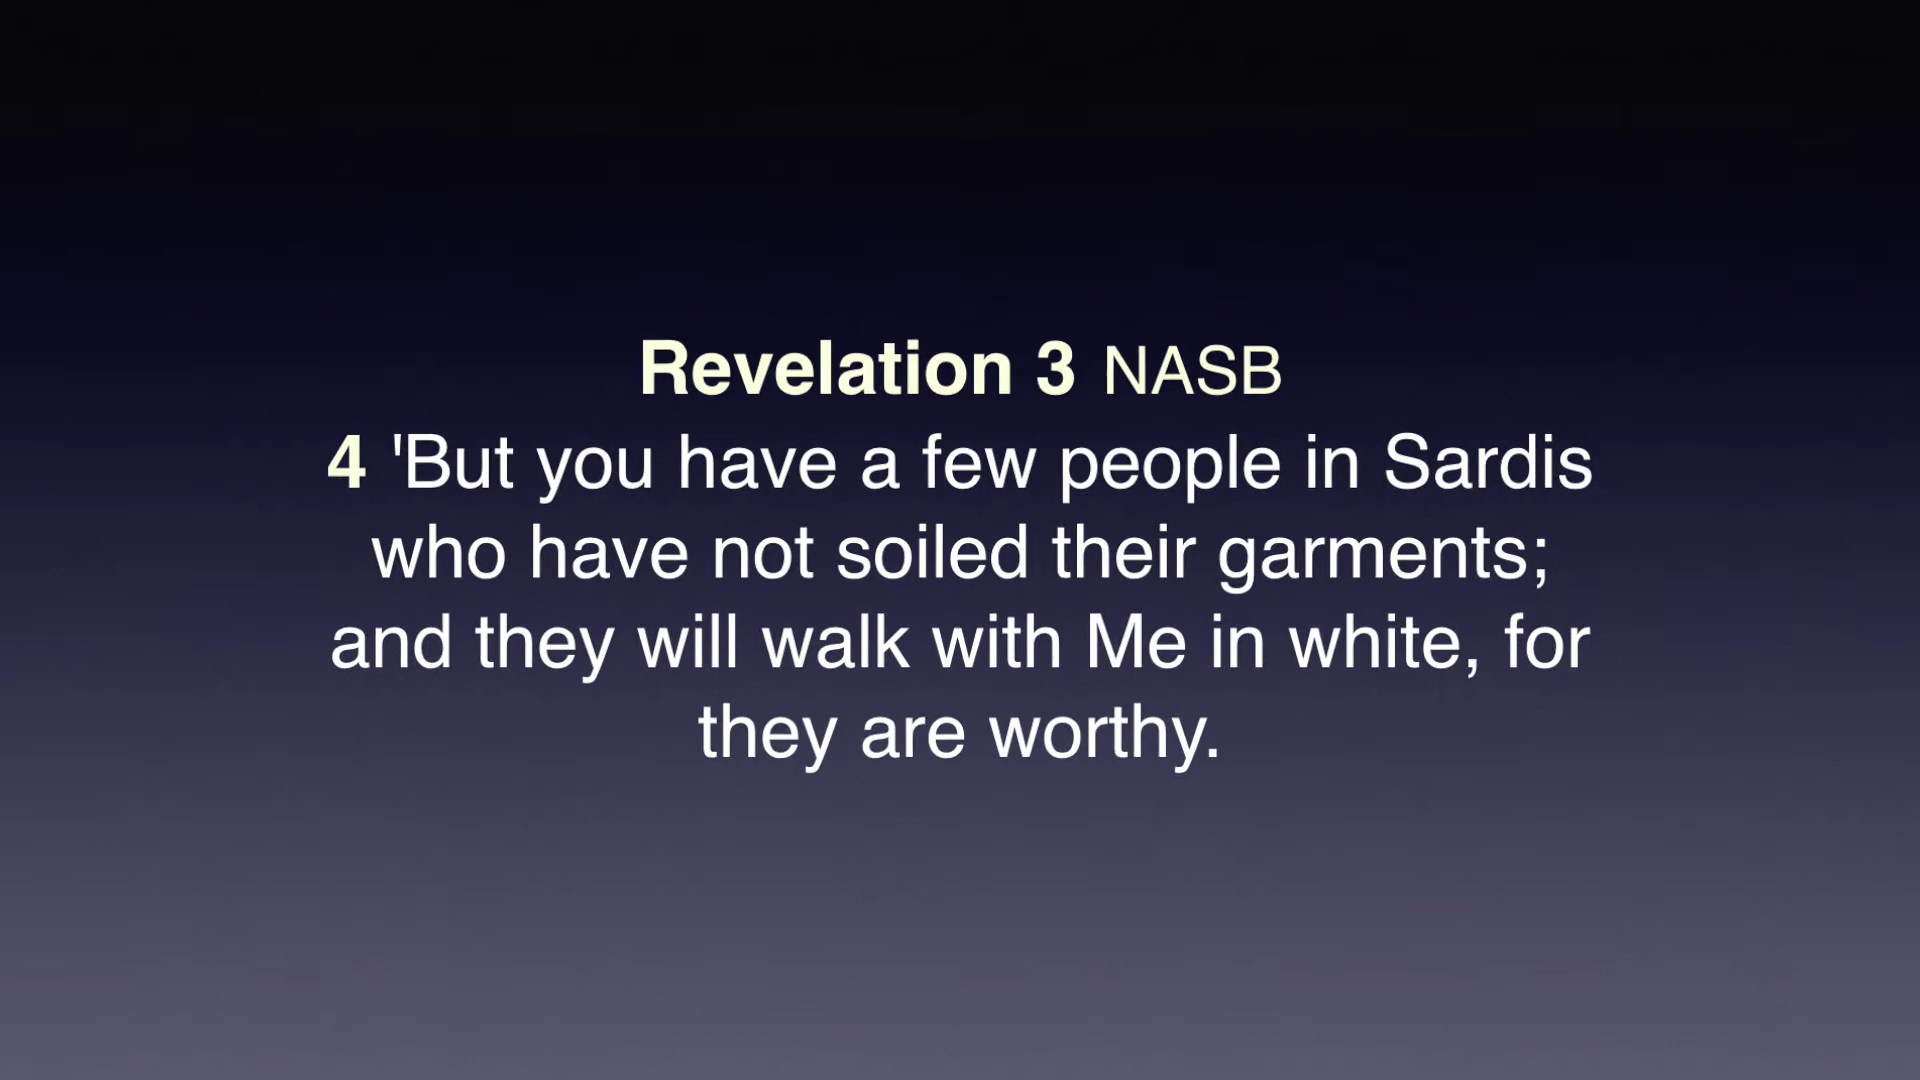 Revelation 3 NASB
4 'But you have a few people in Sardis
who have not soiled their garments;
and they will walk with Me in white, for
they are worthy.